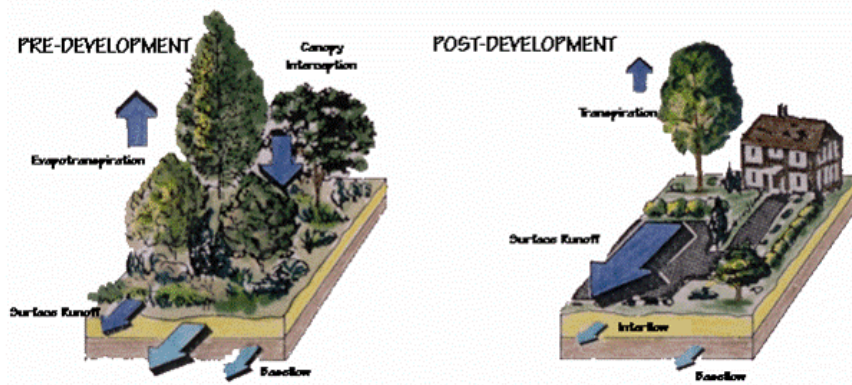 PRE-DEVELOPMENT
Canopy
Interception
Evapotranspiration
Surface Runoff
Baseflow
POST-DEVELOPMENT
Transpiration
Surface Runoff
Interflow
Baseflow